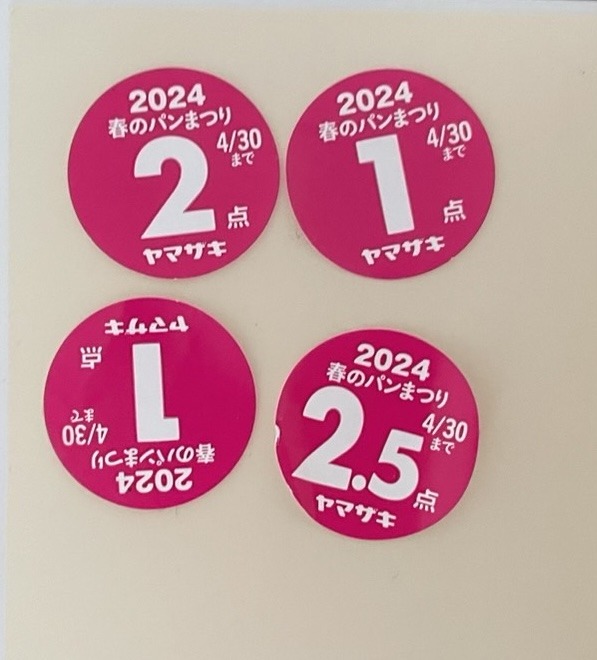 2024
春のパンまつり
4/30
まで
2
点
ヤマザキ
2024
春のパンまつり
4/30
まで
1
点
ヤマザキ
2024
春のパンまつり
4/30
まで
1
点
ヤマザキ
2024
春のパンまつり
4/30
まで
2.5
点
ヤマザキ